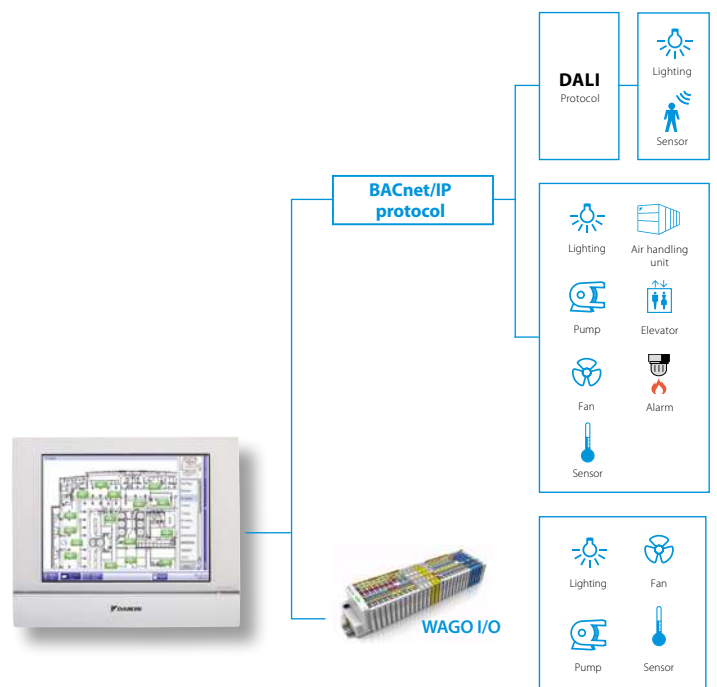 DALI
Protocol
Lighting
Sensor
BACnet/IP
protocol
Lighting
Air handling
unit
Pump
Elevator
Fan
Alarm
Sensor
DAIKIN
WAGO I/O
Lighting
Fan
Pump
Sensor